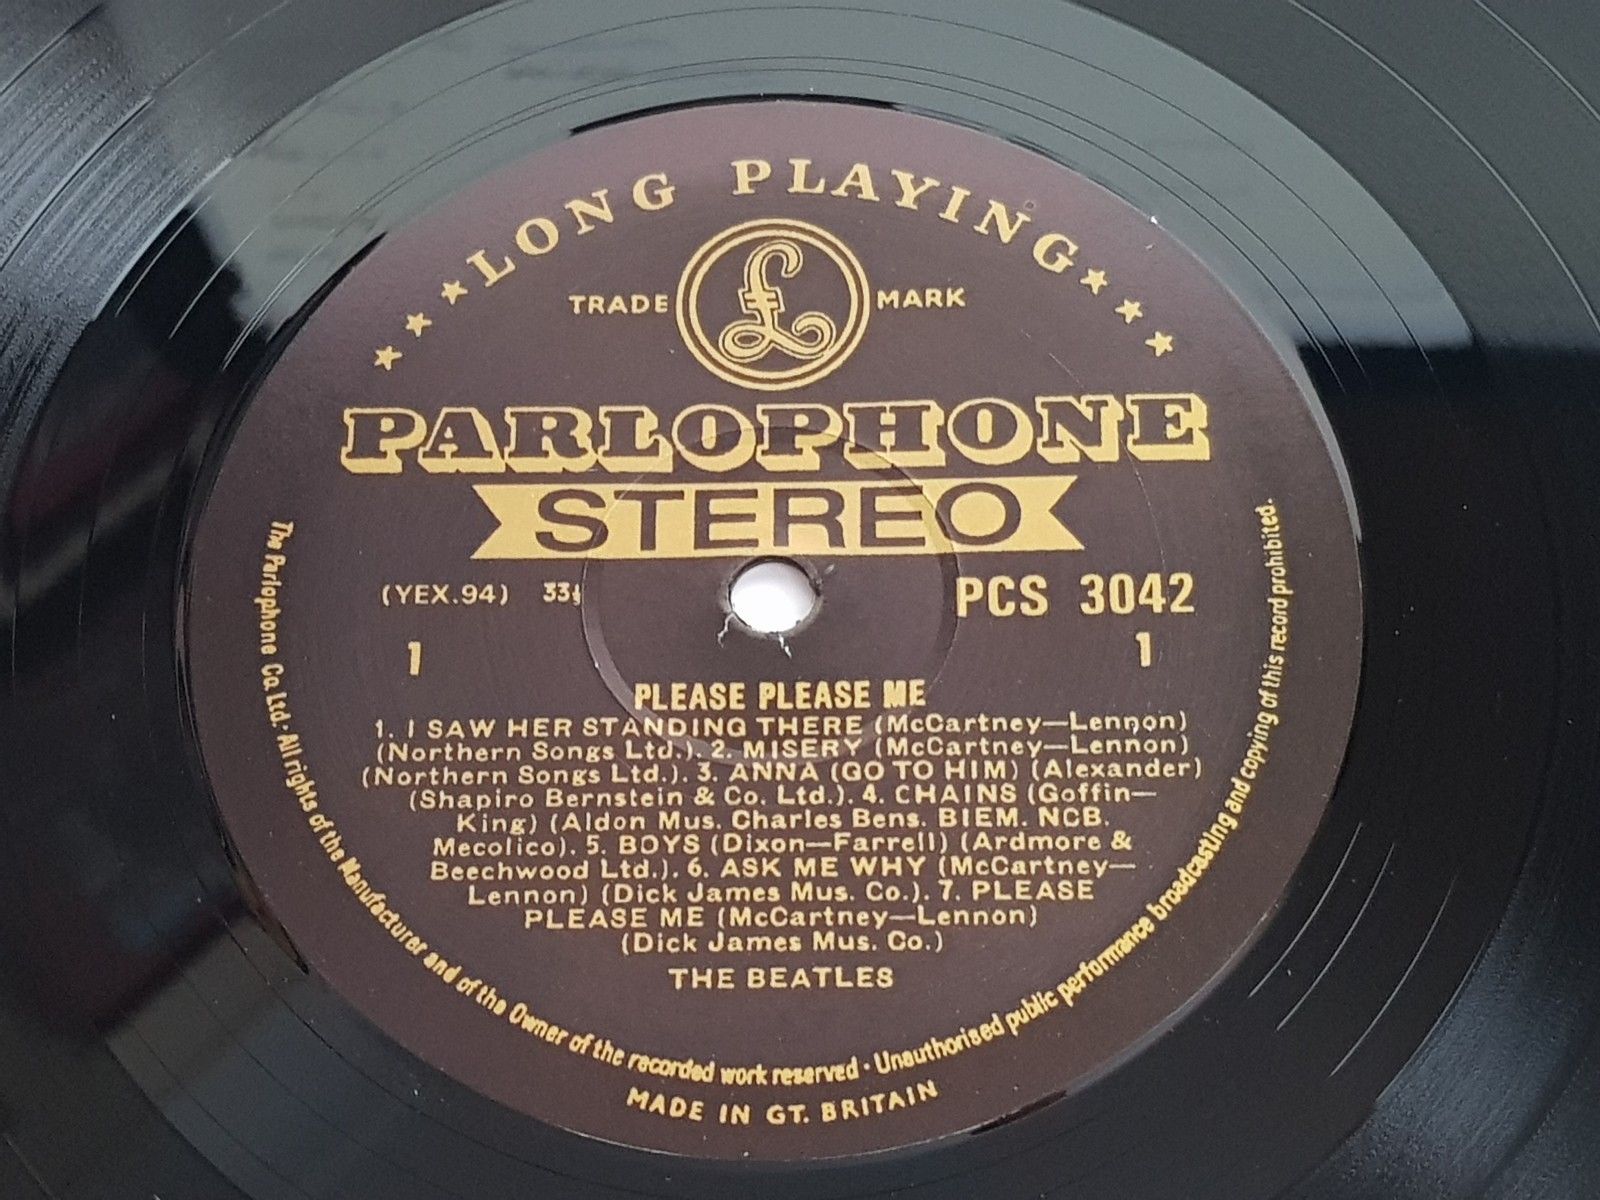 LONG PLAYING
TRADE £ MARK
PARLOPHONE
STEREO
(YEX.94) 33⅓
PCS 3042
1
1
PLEASE PLEASE ME
1. I SAW HER STANDING THERE (McCartney—Lennon)
(Northern Songs Ltd.). 2. MISERY (McCartney—Lennon)
(Northern Songs Ltd.). 3. ANNA (GO TO HIM) (Alexander)
(Shapiro Bernstein & Co. Ltd.). 4. CHAINS (Goffin—
King) (Aldon Mus. Charles Bens. BIEM. NCB.
Mecolico). 5. BOYS (Dixon—Farrell) (Ardmore &
Beechwood Ltd.). 6. ASK ME WHY (McCartney—
Lennon) (Dick James Mus. Co.). 7. PLEASE
PLEASE ME (McCartney—Lennon)
(Dick James Mus. Co.)
THE BEATLES
The Parlophone Co. Ltd. · All rights of the Manufacturer and of the Owner of the recorded work reserved · Unauthorised public performance broadcasting and copying of this record prohibited.
MADE IN GT. BRITAIN